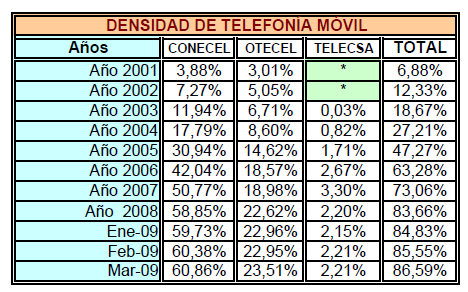 DENSIDAD DE TELEFONÍA MÓVIL
Años CONECEL OTECEL TELECSA TOTAL
Año 2001 3,88% 3,01% * 6,88%
Año 2002 7,27% 5,05% * 12,33%
Año 2003 11,94% 6,71% 0,03% 18,67%
Año 2004 17,79% 8,60% 0,82% 27,21%
Año 2005 30,94% 14,62% 1,71% 47,27%
Año 2006 42,04% 18,57% 2,67% 63,28%
Año 2007 50,77% 18,98% 3,30% 73,06%
Año 2008 58,85% 22,62% 2,20% 83,66%
Ene-09 59,73% 22,96% 2,15% 84,83%
Feb-09 60,38% 22,95% 2,21% 85,55%
Mar-09 60,86% 23,51% 2,21% 86,59%